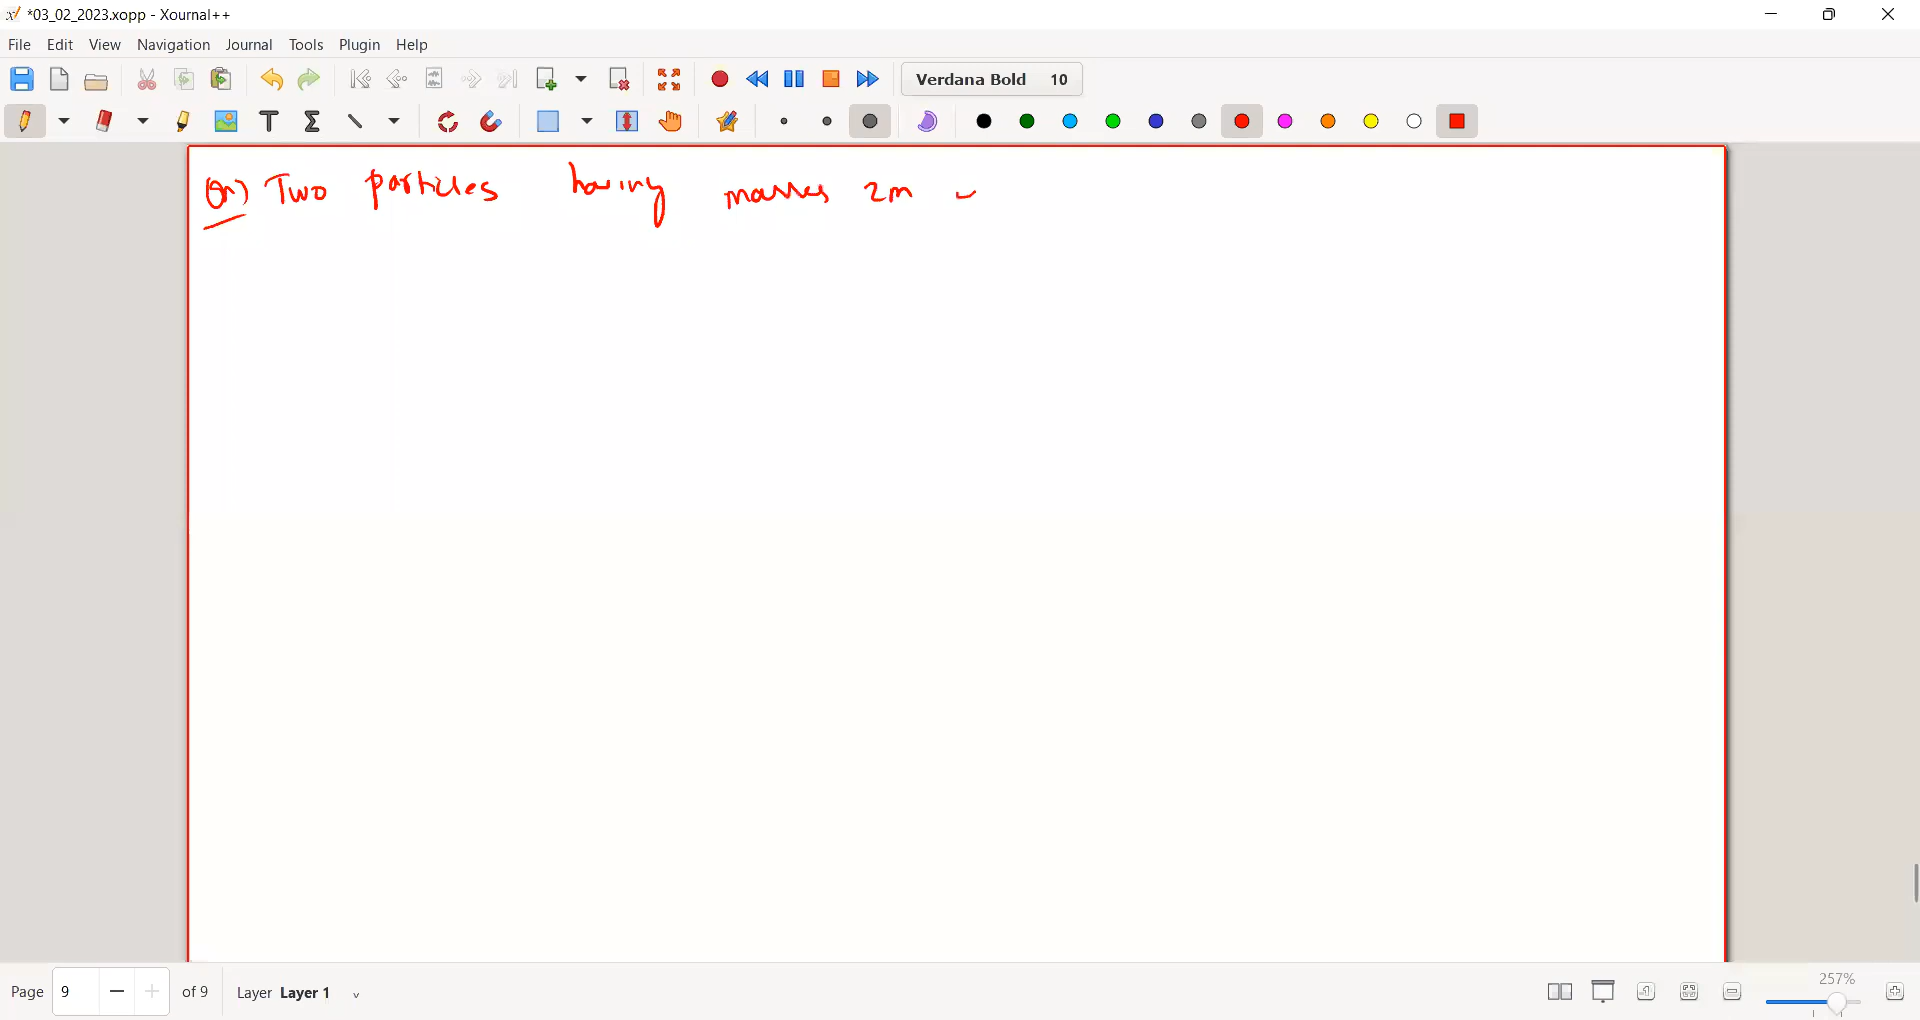 *03_02_2023.xopp - Xournal++
File Edit View Navigation Journal Tools Plugin Help
Verdana Bold 10
Qn) Two particles having masses 2m
Page 9 of 9 Layer Layer 1 257%